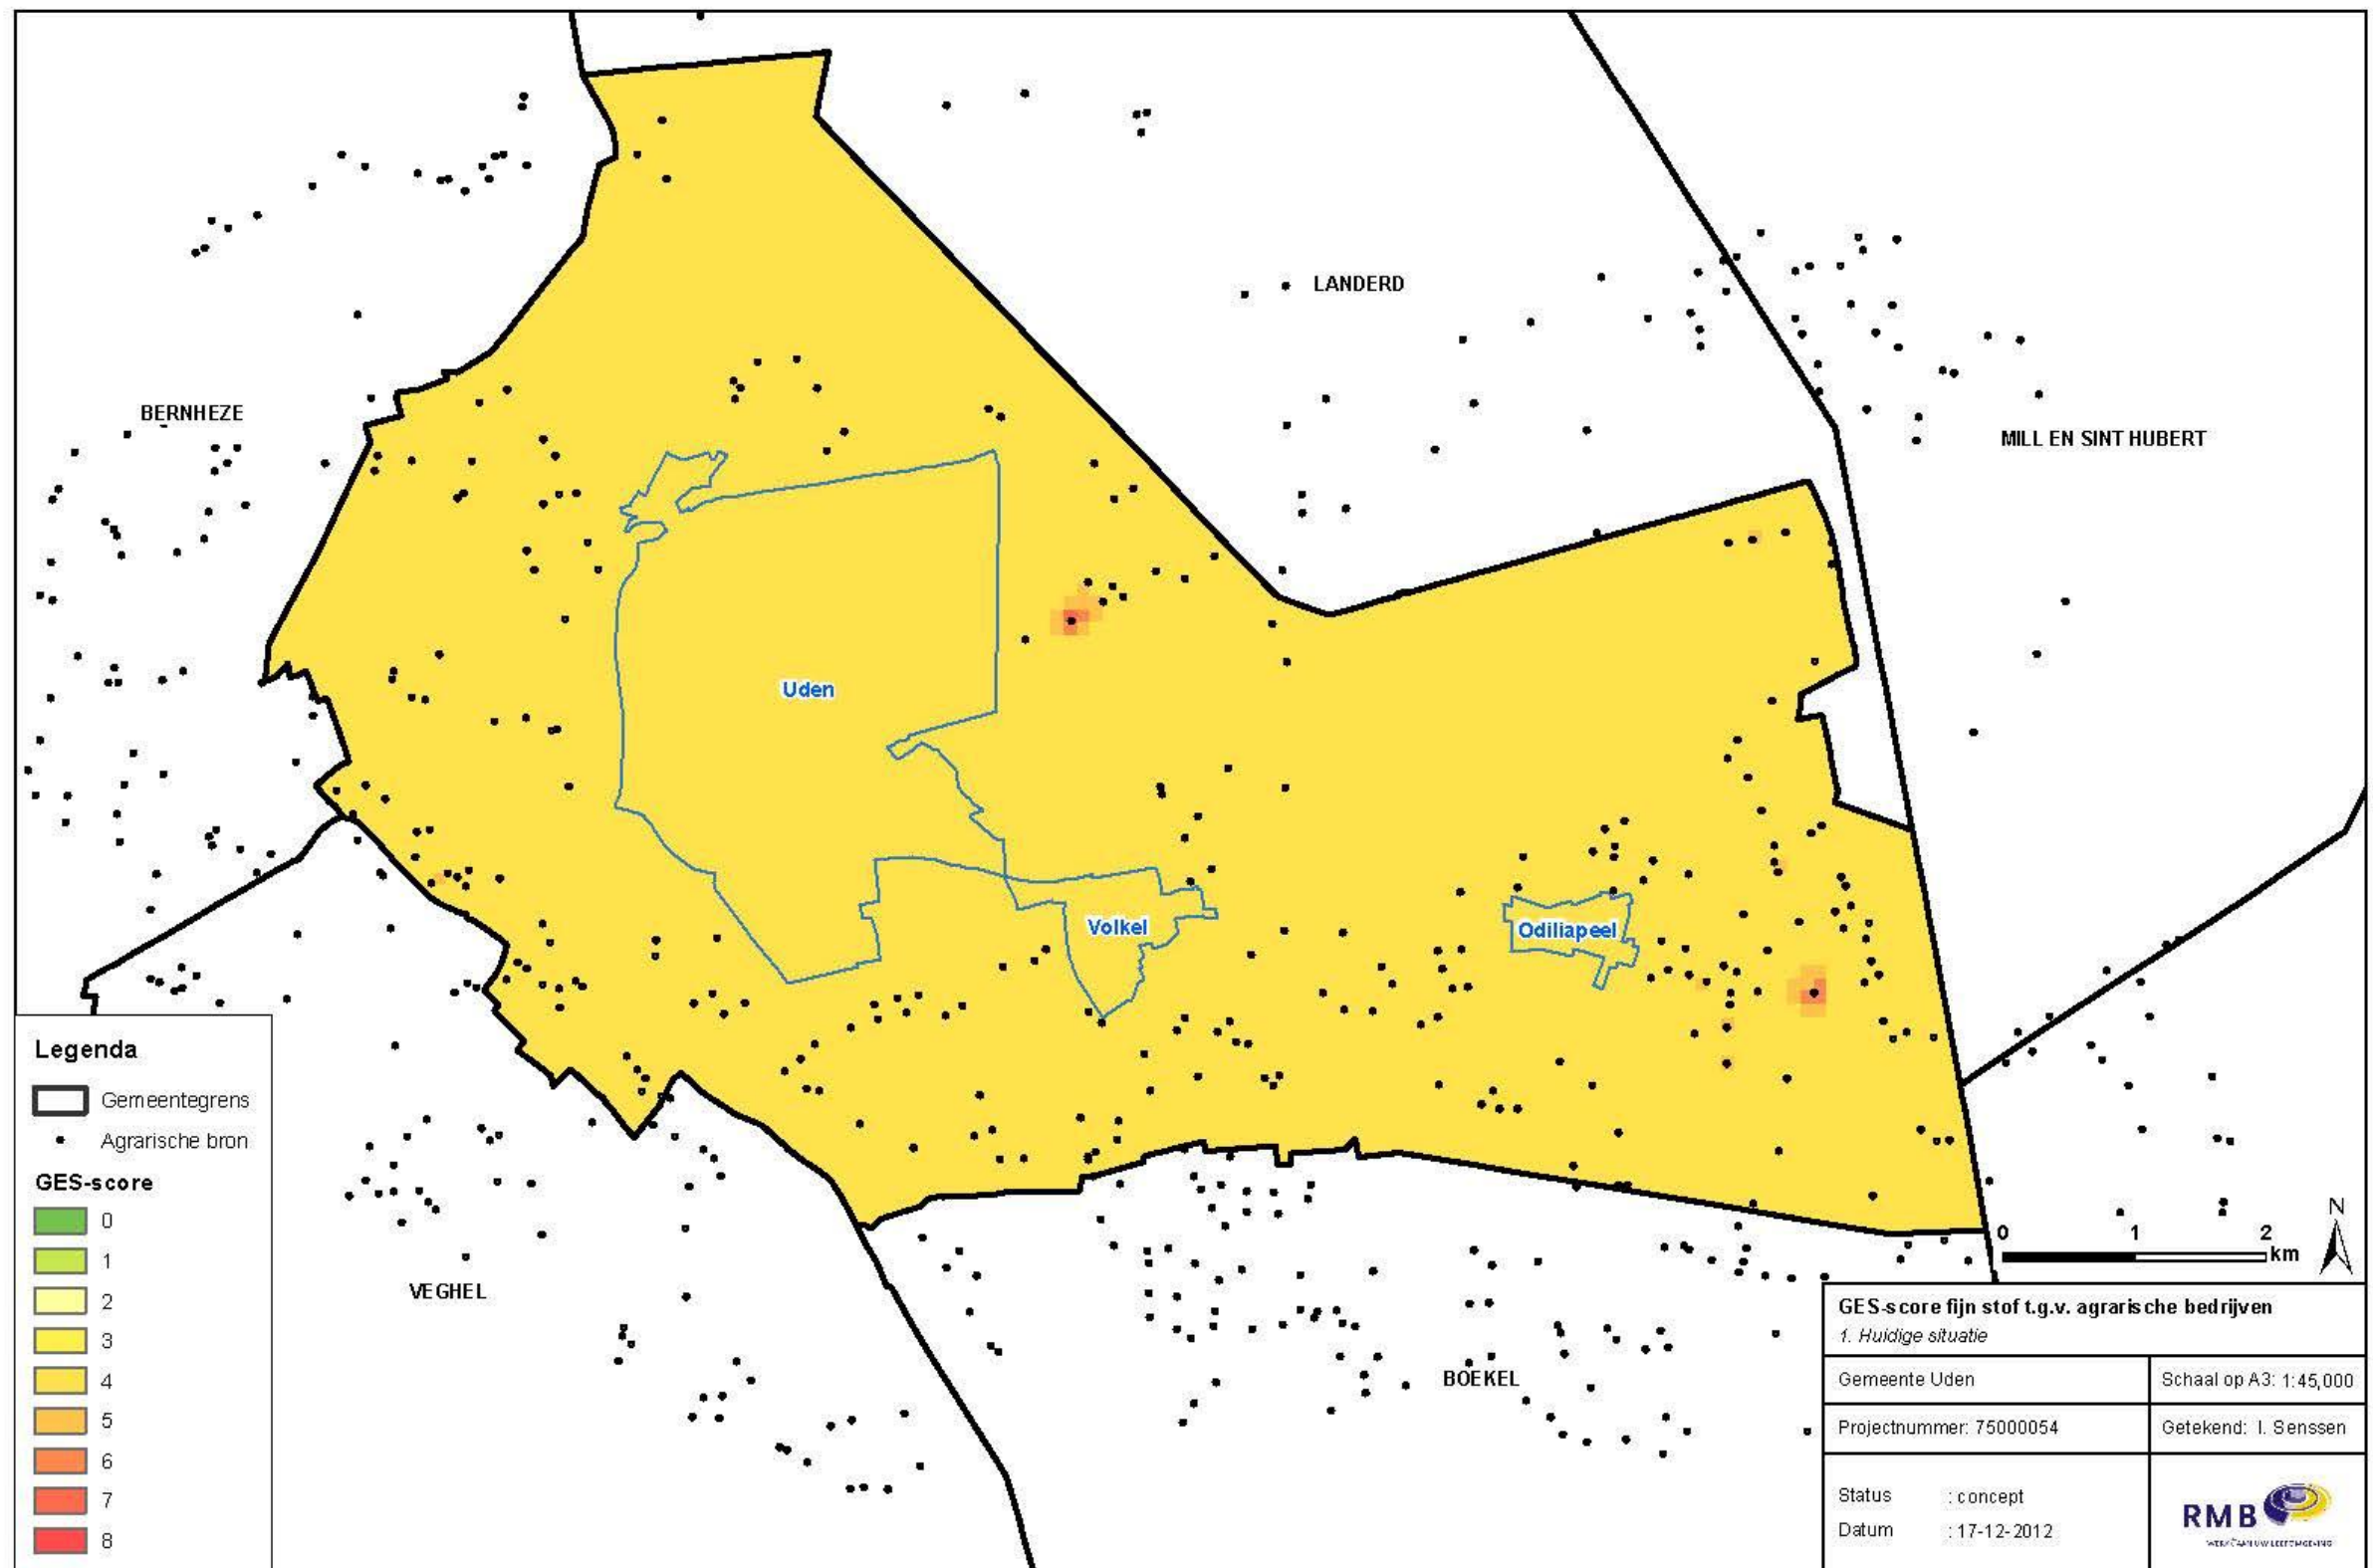 LANDERD
BERNHEZE
MILL EN SINT HUBERT
Uden
Volkel
Odiliapeel
VEGHEL
BOEKEL
Legenda
Gemeentegrens
Agrarische bron
GES-score
0
1
2
3
4
5
6
7
8
N
0 1 2
km
GES-score fijn stof t.g.v. agrarische bedrijven
1. Huidige situatie
Gemeente Uden
Schaal op A3: 1:45,000
Projectnummer: 75000054
Getekend: I. Senssen
Status : concept
Datum : 17-12-2012
RMB